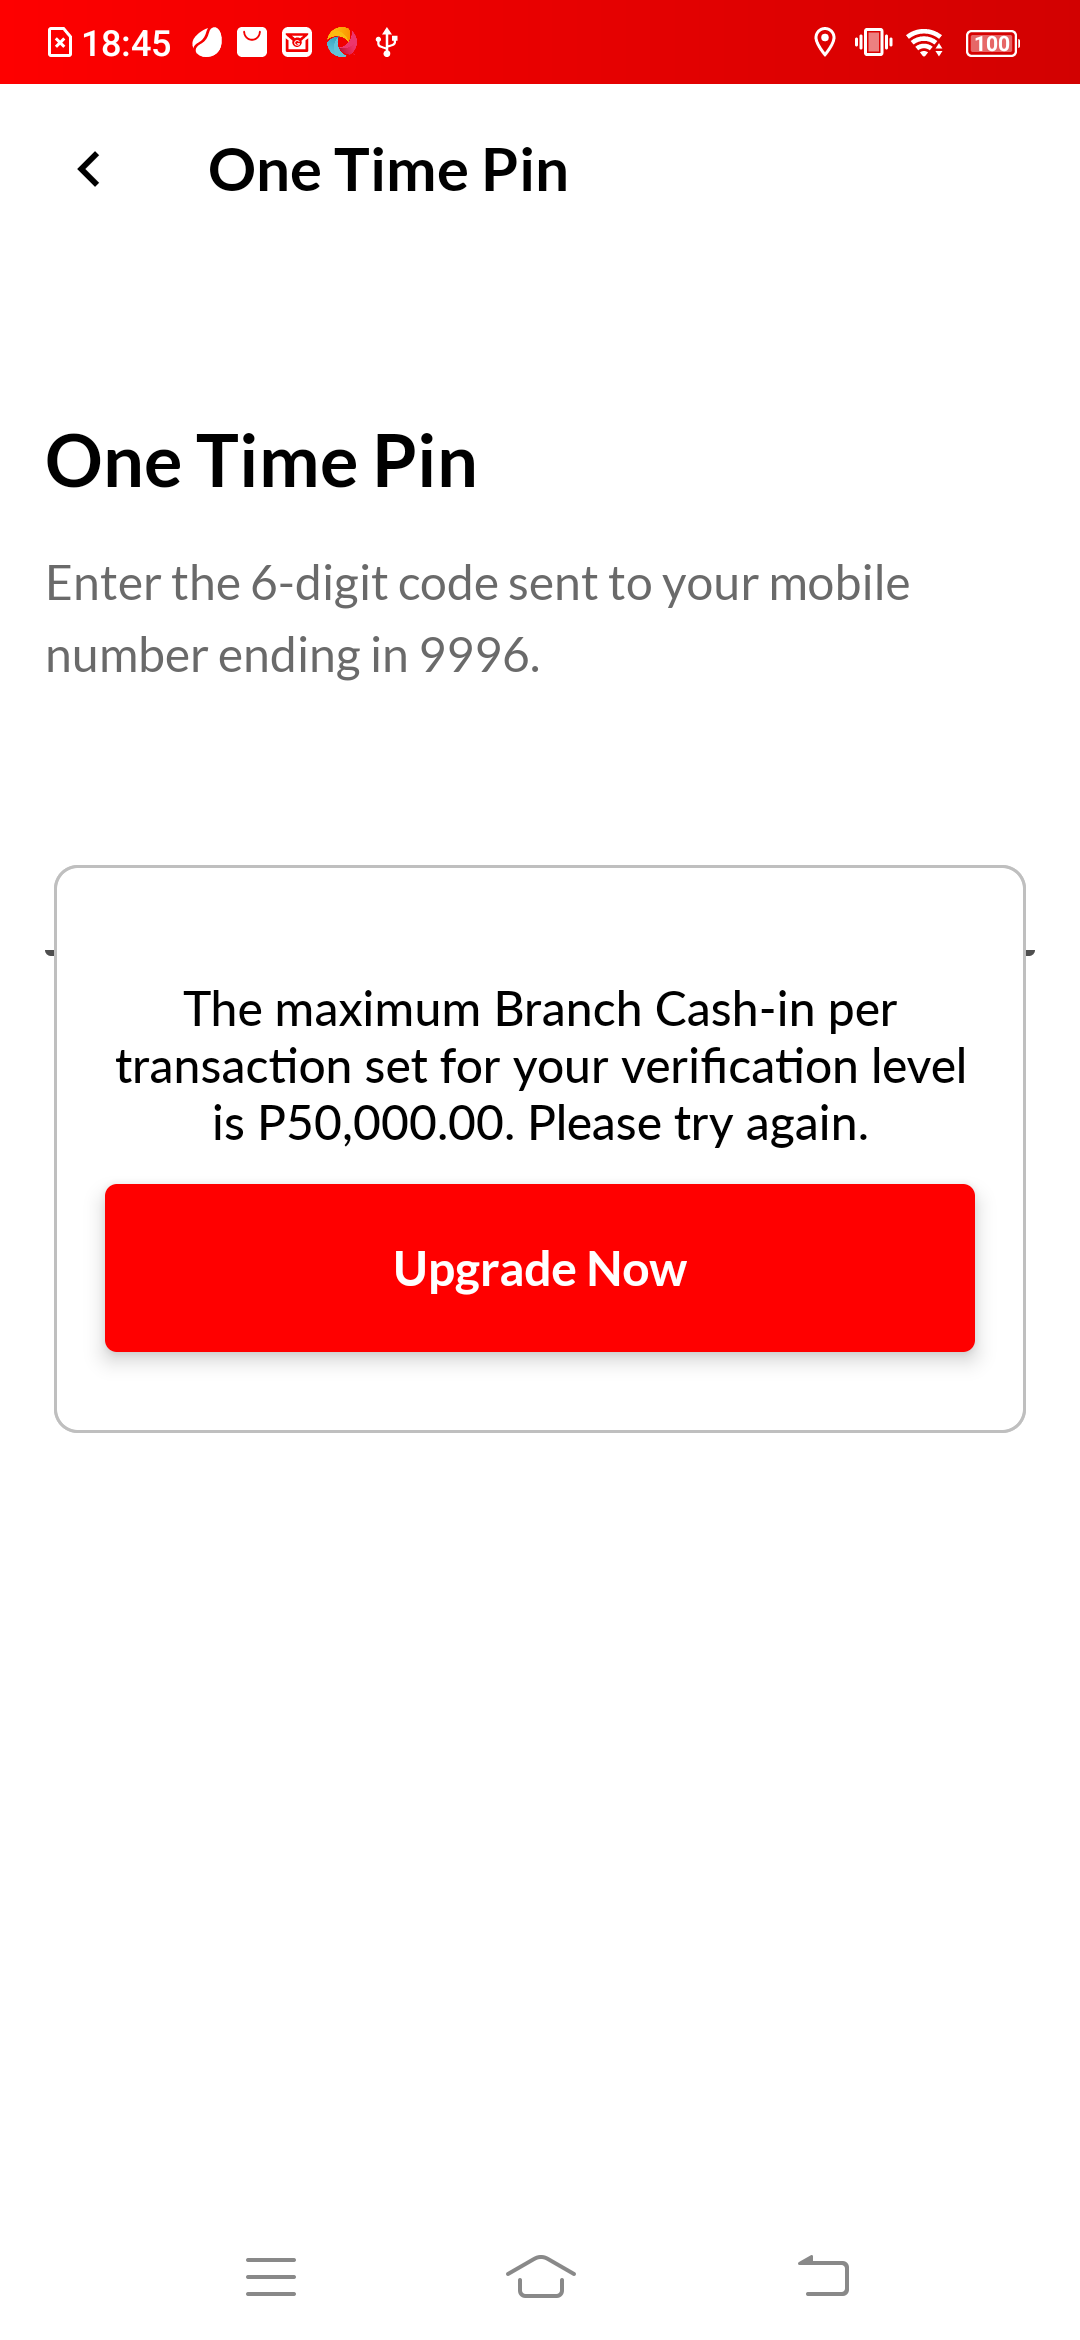 18:45
100
One Time Pin
One Time Pin
Enter the 6-digit code sent to your mobile
number ending in 9996.
The maximum Branch Cash-in per
transaction set for your verification level
is P50,000.00. Please try again.
Upgrade Now